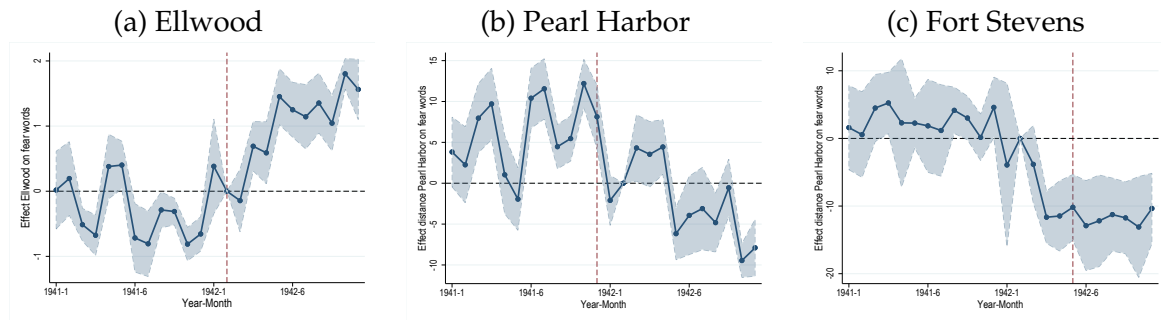 (a) Ellwood
(b) Pearl Harbor
(c) Fort Stevens
Effect Ellwood on fear words
2
1
0
-1
1941-1
1941-6
1942-1
1942-6
Year-Month
Effect distance Pearl Harbor on fear words
15
10
5
0
-5
-10
1941-1
1941-6
1942-1
1942-6
Year-Month
Effect distance Pearl Harbor on fear words
10
0
-10
-20
1941-1
1941-6
1942-1
1942-6
Year-Month